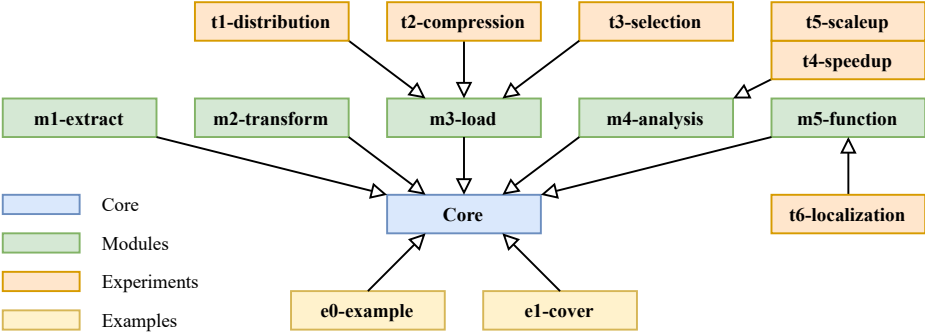 t1-distribution
t2-compression
t3-selection
t5-scaleup
t4-speedup
m1-extract
m2-transform
m3-load
m4-analysis
m5-function
Core
Core
t6-localization
Modules
Experiments
e0-example
e1-cover
Examples